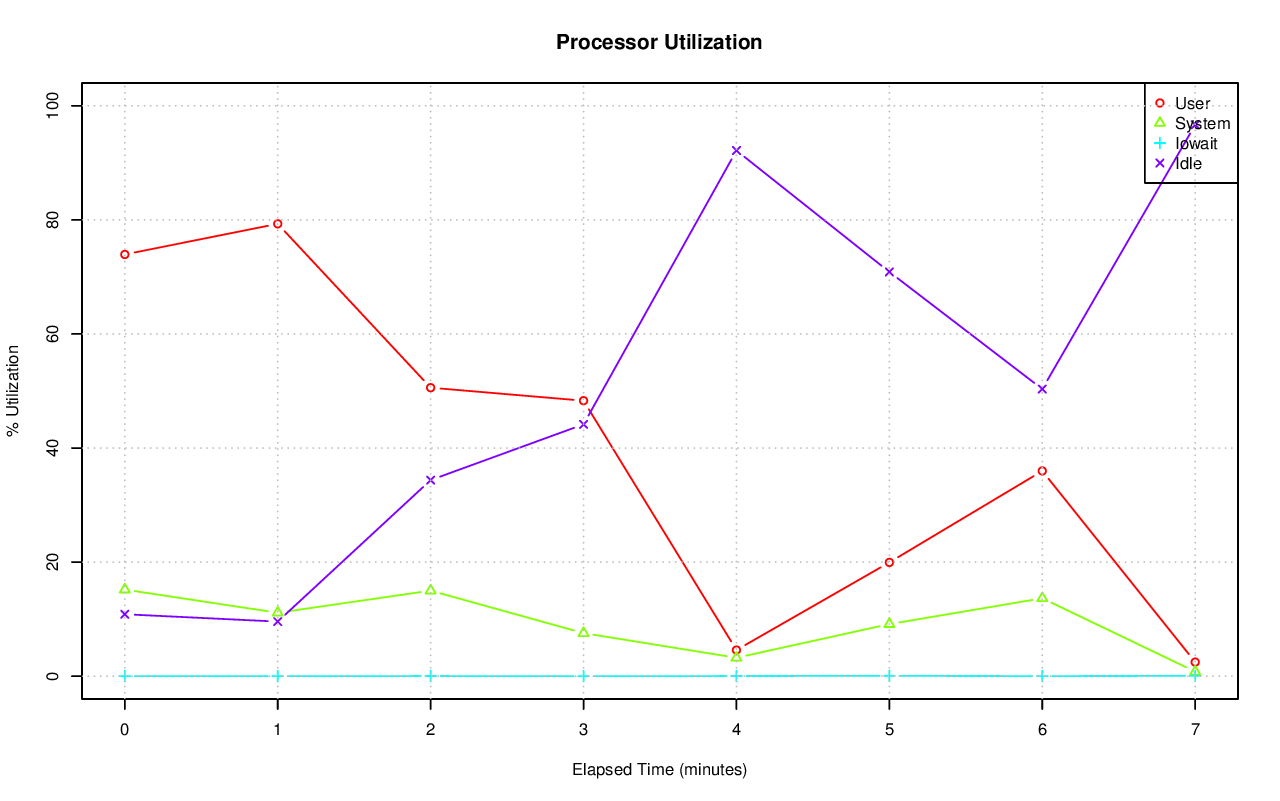 Processor Utilization
% Utilization
100
80
60
40
20
0
User
System
Iowait
Idle
0 1 2 3 4 5 6 7
Elapsed Time (minutes)